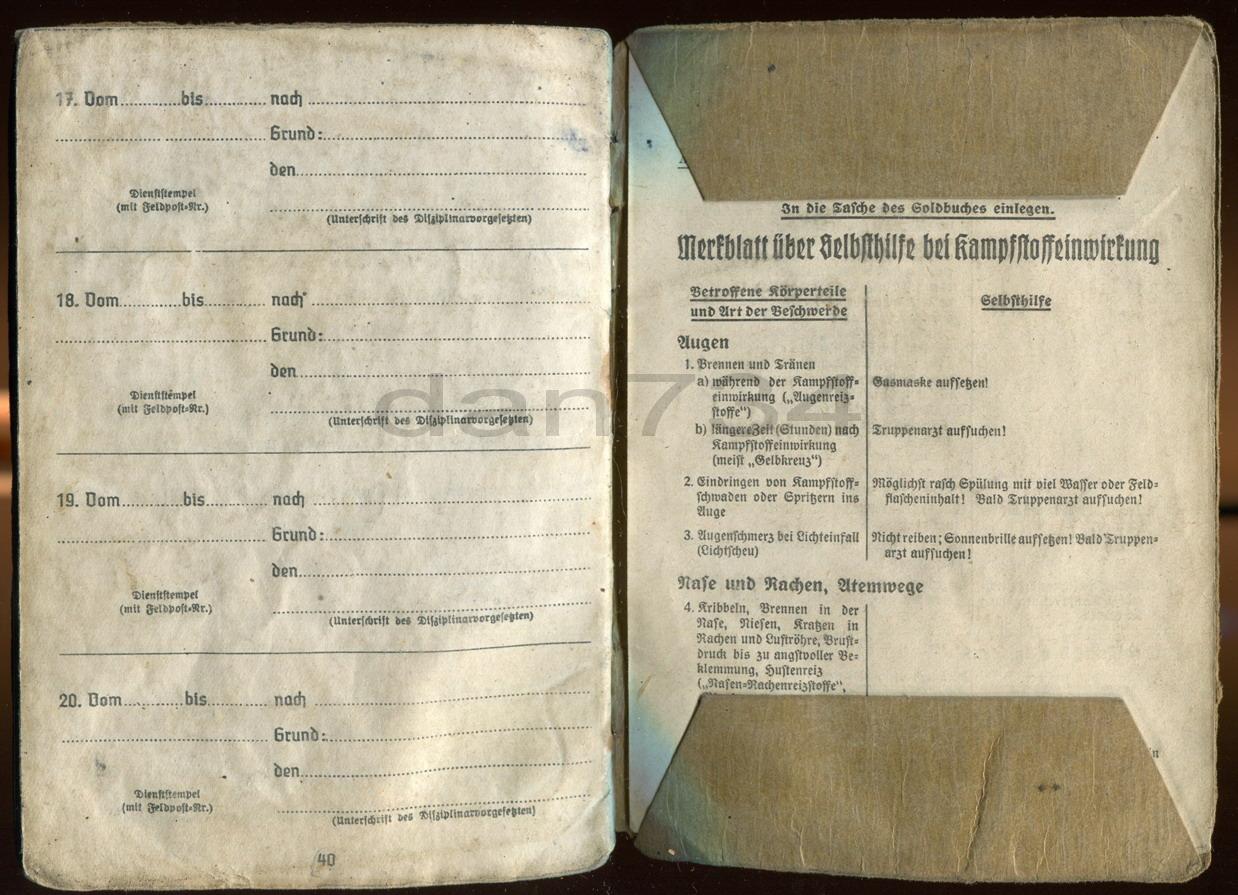 17. Vom............bis............ nach
Grund:
den
Dienststempel
(mit Feldpost=Nr.)
(Unterschrift des Disziplinarvorgesetzten)
18. Vom............bis............ nach
Grund:
den
Dienststempel
(mit Feldpost=Nr.)
(Unterschrift des Disziplinarvorgesetzten)
19. Vom............bis............ nach
Grund:
den
Dienststempel
(mit Feldpost=Nr.)
(Unterschrift des Disziplinarvorgesetzten)
20. Vom............bis............ nach
Grund:
den
Dienststempel
(mit Feldpost=Nr.)
(Unterschrift des Disziplinarvorgesetzten)
40
In die Tasche des Soldbuches einlegen.
Merkblatt über Selbsthilfe bei Kampfstoffeinwirkung
Betroffene Körperteile
und Art der Beschwerde
Selbsthilfe
Augen
1. Brennen und Tränen
a) während der Kampfstoff=
einwirkung („Augenreiz=
stoffe“)
Gasmaske aufsetzen!
b) längere Zeit (Stunden) nach
Kampfstoffeinwirkung
(meist „Gelbkreuz“)
Truppenarzt aufsuchen!
2. Eindringen von Kampfstoff=
schwaden oder Spritzern ins
Auge
Möglichst rasch Spülung mit viel Wasser oder Feld=
flascheninhalt! Bald Truppenarzt aufsuchen!
3. Augenschmerz bei Lichteinfall
(Lichtscheu)
Nicht reiben; Sonnenbrille aufsetzen! Bald Truppen=
arzt aufsuchen!
Nase und Rachen, Atemwege
4. Kribbeln, Brennen in der
Nase, Niesen, Kratzen in
Rachen und Luftröhre, Brust=
druck bis zu angstvoller Be=
klemmung, Hustenreiz
(„Nasen=Rachenreizstoffe“,
dan734